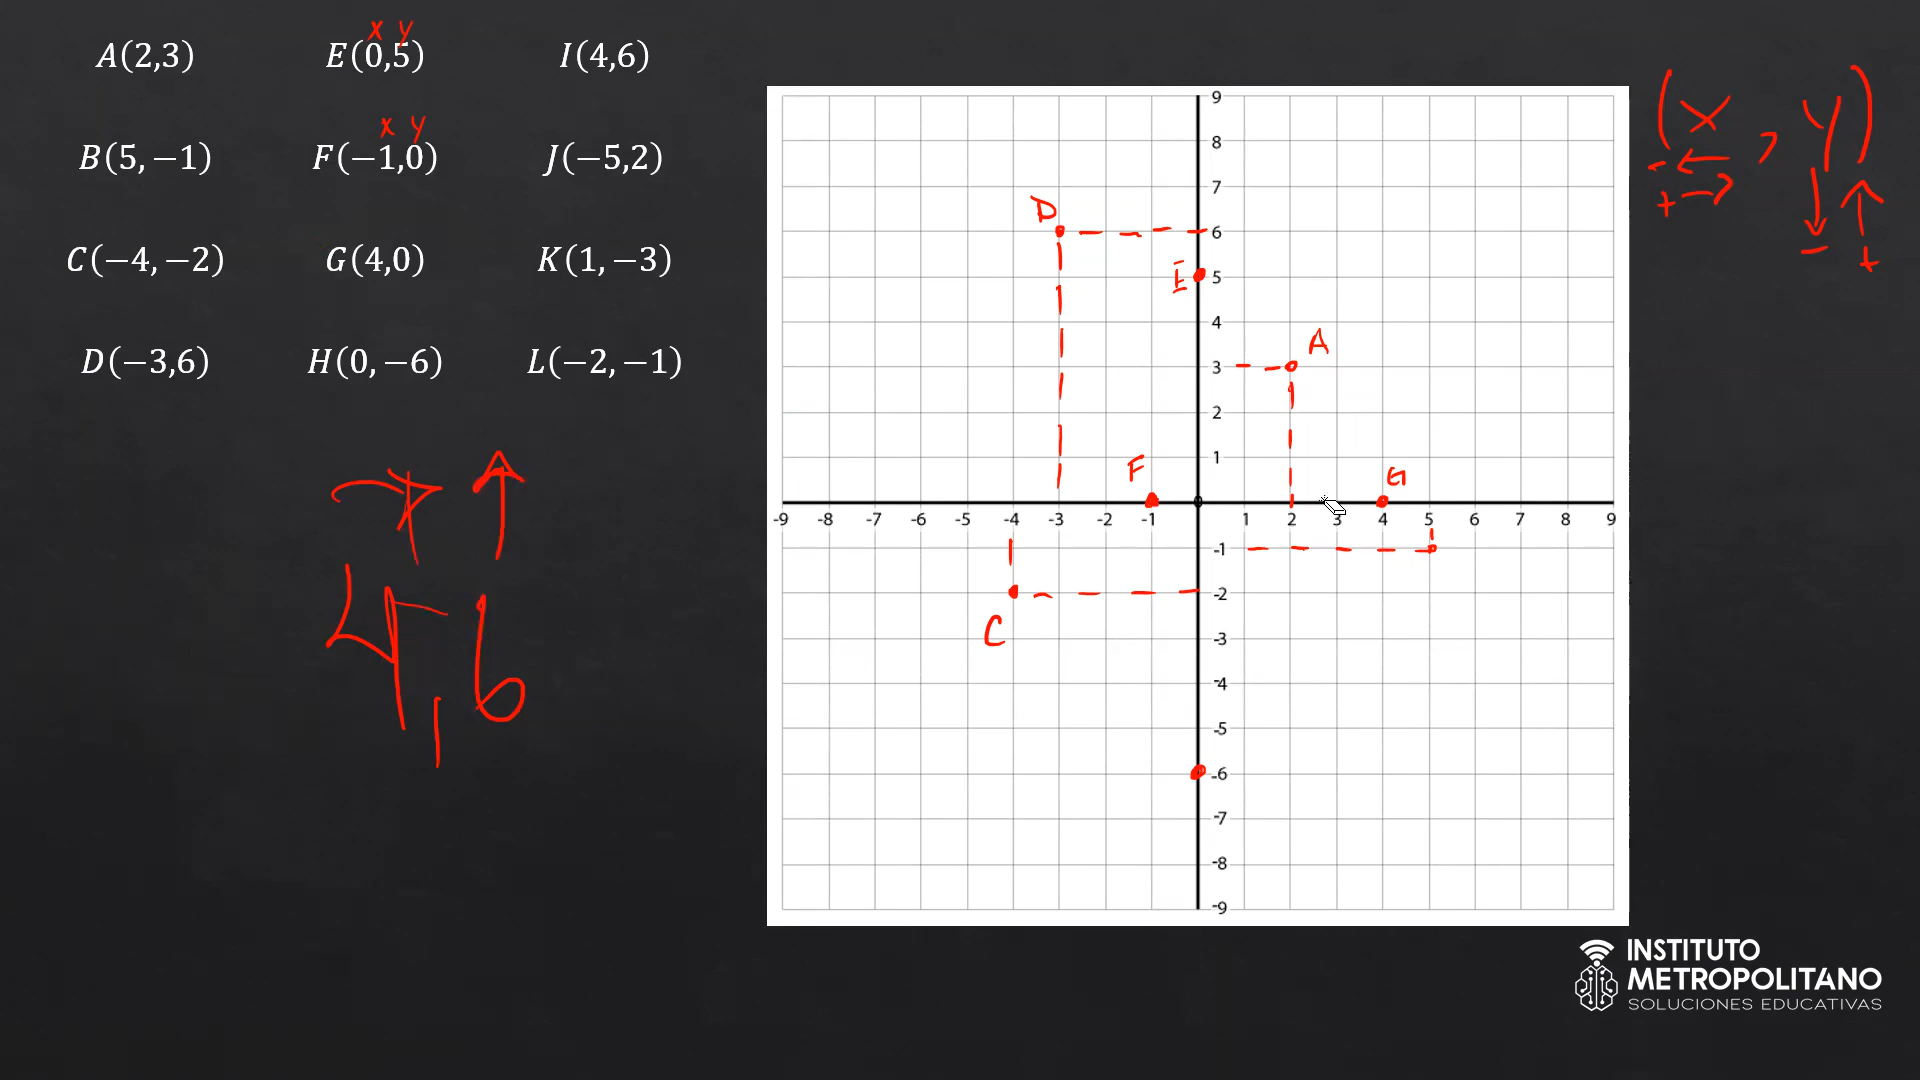 x y
A(2,3) E(0,5) I(4,6)
x y
B(5,−1) F(−1,0) J(−5,2)
C(−4,−2) G(4,0) K(1,−3)
D(−3,6) H(0,−6) L(−2,−1)
4,6
(x, y)
- +
+ -
9
8
7
D
6
E
5
4
A
3
2
1
F
G
0
-9 -8 -7 -6 -5 -4 -3 -2 -1 1 2 3 4 5 6 7 8 9
-1
-2
C
-3
-4
-5
-6
-7
-8
-9
INSTITUTO
METROPOLITANO
SOLUCIONES EDUCATIVAS